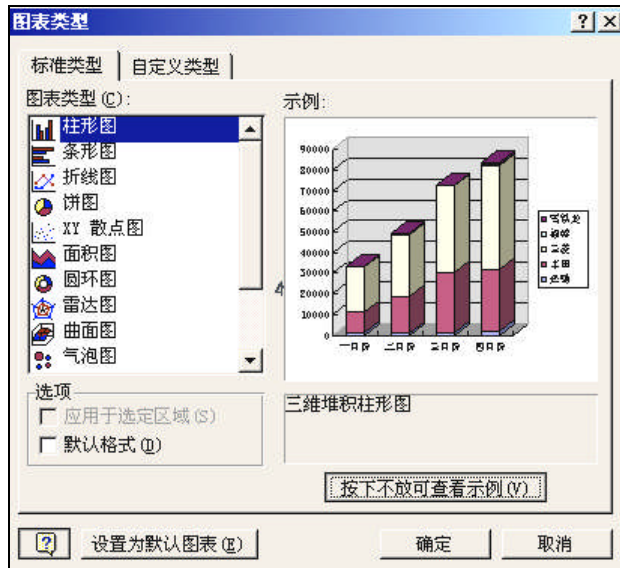 图表类型
标准类型
自定义类型
图表类型(C):
柱形图
条形图
折线图
饼图
XY 散点图
面积图
圆环图
雷达图
曲面图
气泡图
选项
应用于选定区域(S)
默认格式(D)
示例:
90000
80000
70000
60000
50000
40000
30000
20000
10000
0
三维堆积柱形图
按下不放可查看示例(V)
设置为默认图表(E)
确定
取消